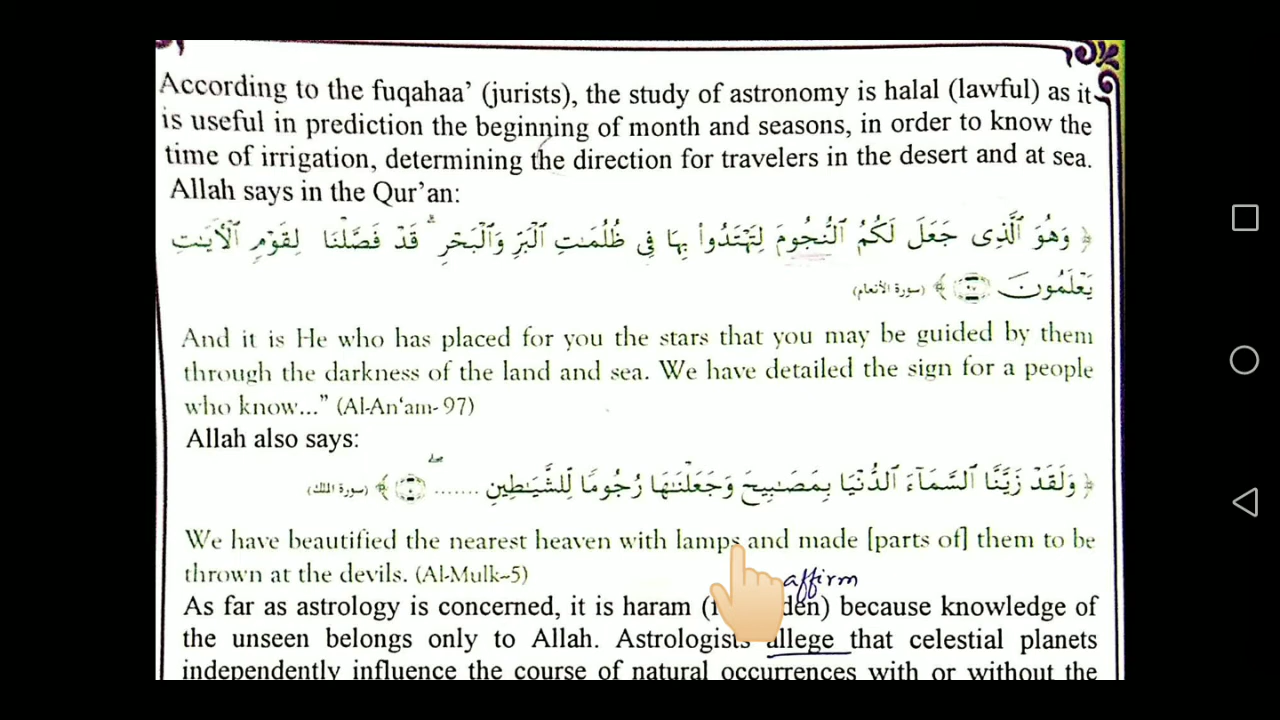 According to the fuqahaa' (jurists), the study of astronomy is halal (lawful) as it
is useful in prediction the beginning of month and seasons, in order to know the
time of irrigation, determining the direction for travelers in the desert and at sea.
Allah says in the Qur'an:
﴿ وَهُوَ ٱلَّذِى جَعَلَ لَكُمُ ٱلنُّجُومَ لِتَهْتَدُوا۟ بِهَا فِى ظُلُمَـٰتِ ٱلْبَرِّ وَٱلْبَحْرِ ۗ قَدْ فَصَّلْنَا ٱلْـَٔايَـٰتِ لِقَوْمٍ
يَعْلَمُونَ ﴾ (سورة الأنعام)
And it is He who has placed for you the stars that you may be guided by them
through the darkness of the land and sea. We have detailed the sign for a people
who know..." (Al-An'am- 97)
Allah also says:
﴿ وَلَقَدْ زَيَّنَّا ٱلسَّمَآءَ ٱلدُّنْيَا بِمَصَـٰبِيحَ وَجَعَلْنَـٰهَا رُجُومًا لِّلشَّيَـٰطِينِ ....... ﴾ (سورة الملك)
We have beautified the nearest heaven with lamps and made [parts of] them to be
thrown at the devils. (Al-Mulk-5)
affirm
As far as astrology is concerned, it is haram ( den) because knowledge of
the unseen belongs only to Allah. Astrologists allege that celestial planets
independently influence the course of natural occurrences with or without the